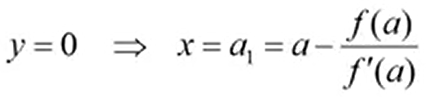 y = 0 ⇒ x = a₁ = a − f(a)/f′(a)